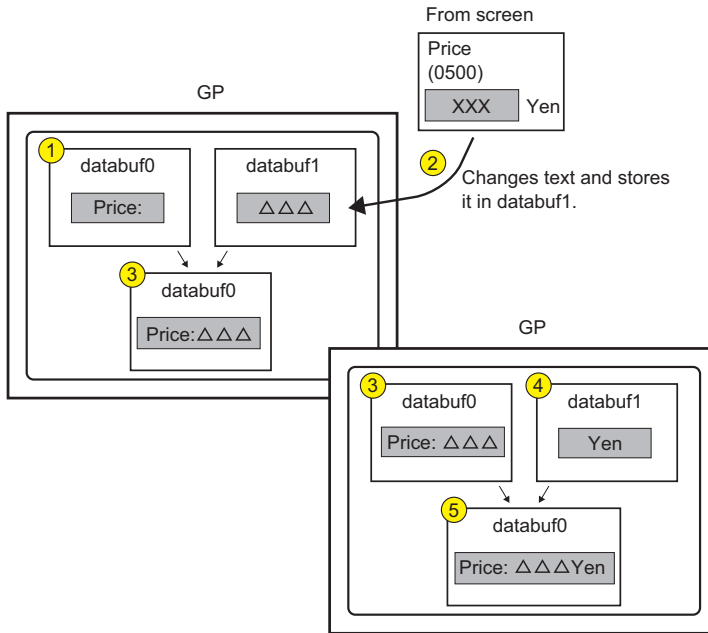 From screen
Price
(0500)
XXX Yen
GP
1
databuf0
Price:
databuf1
△△△
2
Changes text and stores
it in databuf1.
3
databuf0
Price:△△△
GP
3
databuf0
Price: △△△
4
databuf1
Yen
5
databuf0
Price: △△△Yen